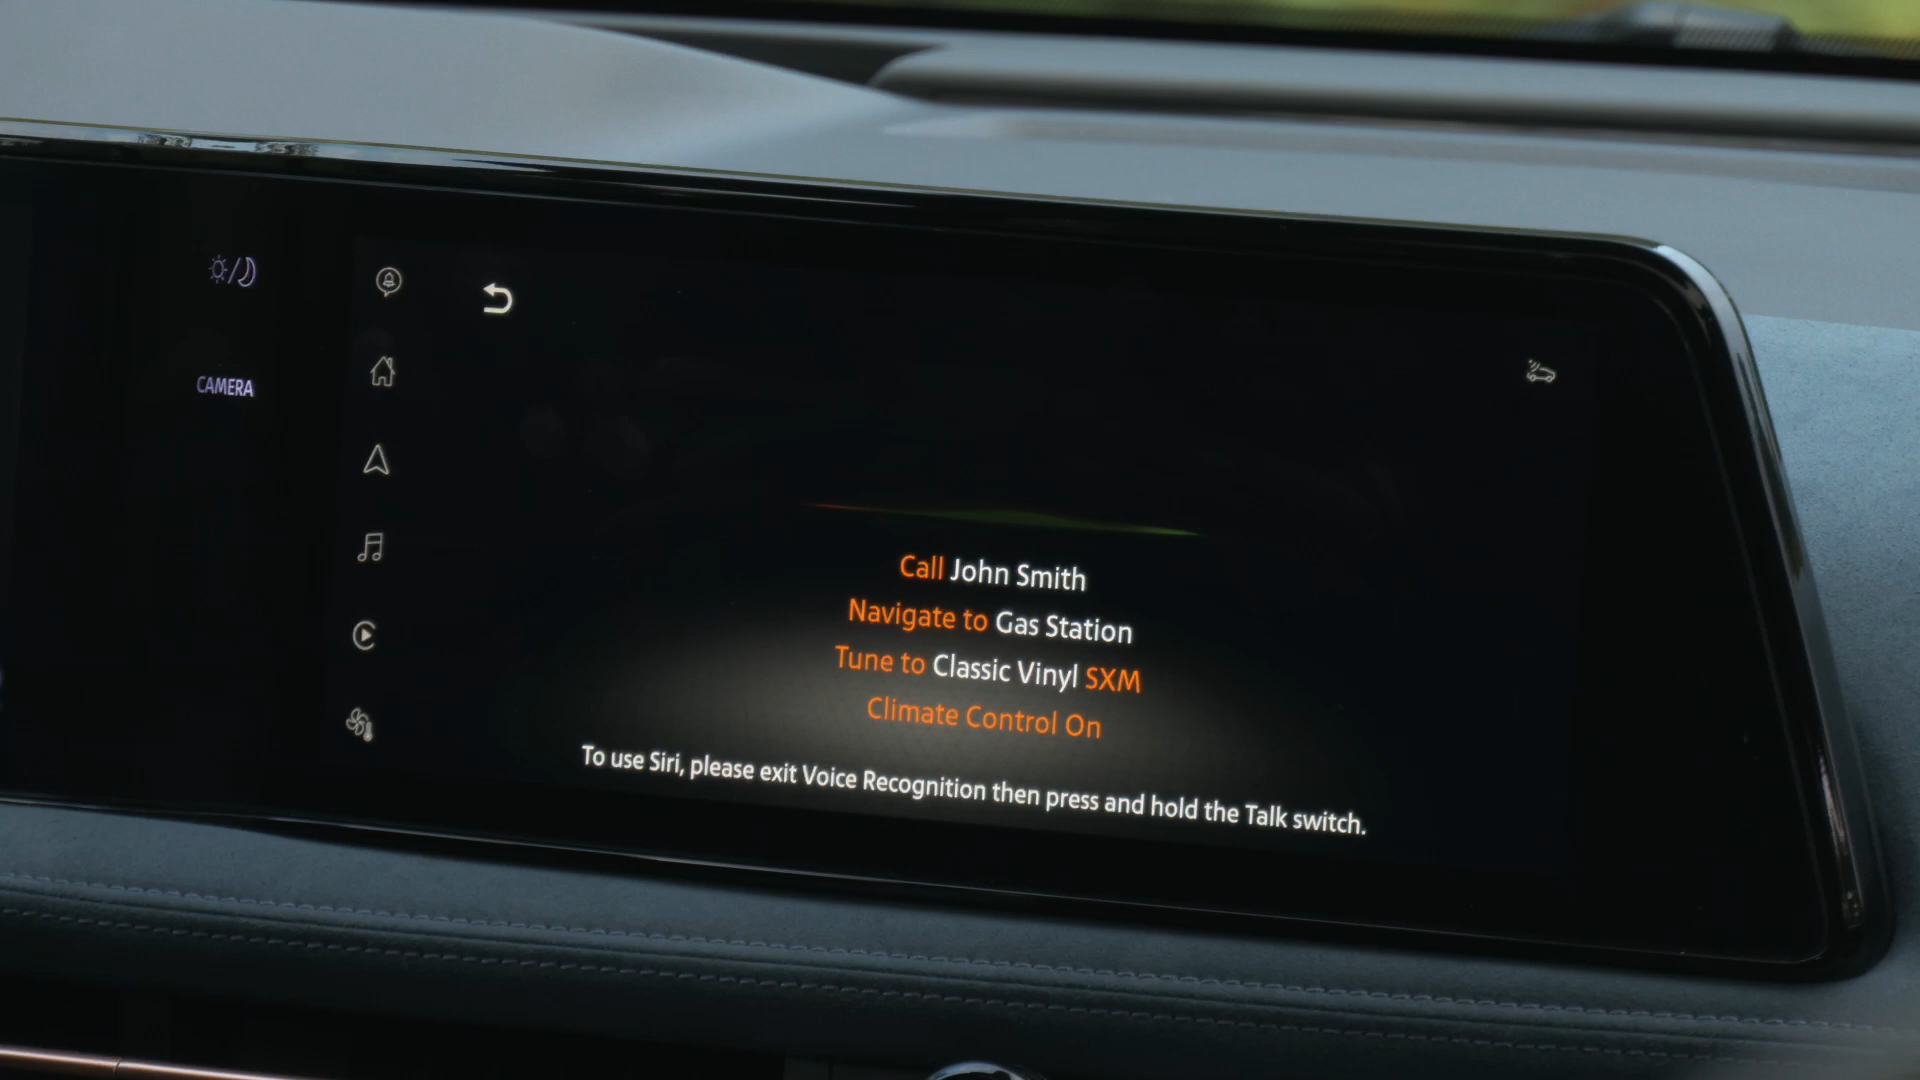 CAMERA
Call John Smith
Navigate to Gas Station
Tune to Classic Vinyl SXM
Climate Control On
To use Siri, please exit Voice Recognition then press and hold the Talk switch.